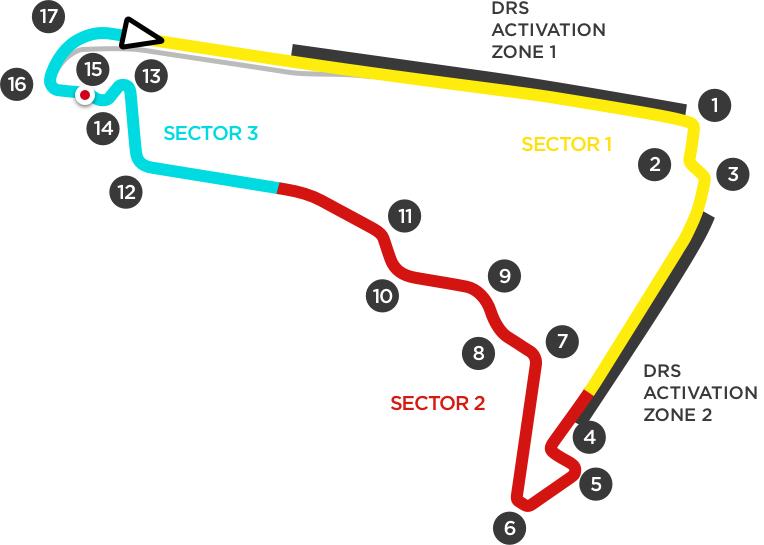 DRS
ACTIVATION
ZONE 1
17
16
15
13
14
SECTOR 3
12
1
SECTOR 1
2
3
11
10
9
8
7
DRS
ACTIVATION
ZONE 2
SECTOR 2
4
5
6